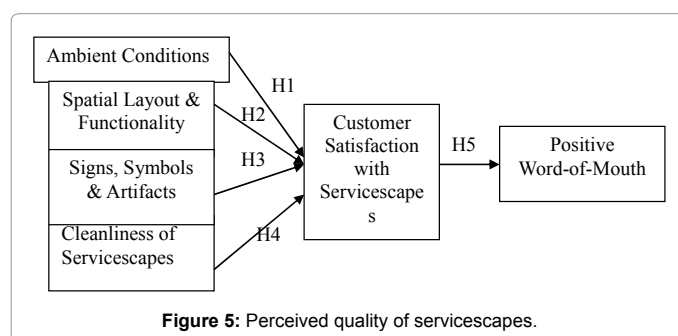 Ambient Conditions
H1
Spatial Layout &
Functionality
H2
Signs, Symbols
& Artifacts
H3
Cleanliness of
Servicescapes
H4
Customer
Satisfaction
with
Servicescape
s
H5
Positive
Word-of-Mouth
Figure 5: Perceived quality of servicescapes.